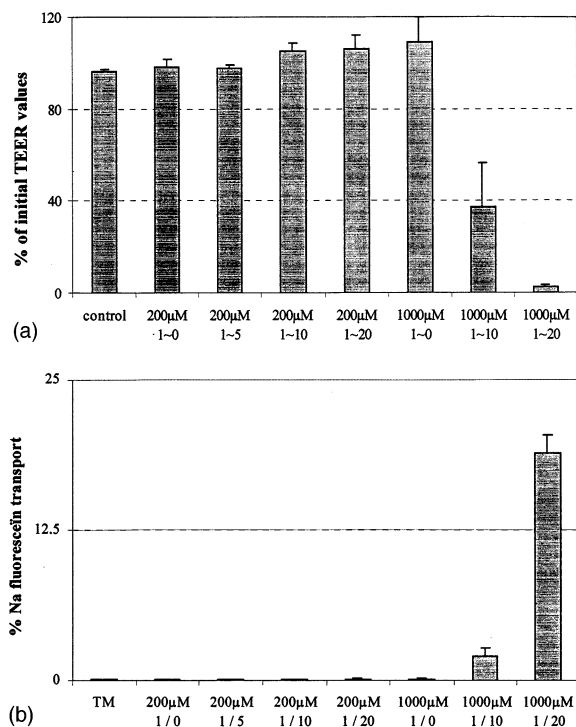 120
80
40
0
% of initial TEER values
control 200µM 200µM 200µM 200µM 1000µM 1000µM 1000µM
1~0 1~5 1~10 1~20 1~0 1~10 1~20
(a)
25
12.5
0
% Na fluoresceïn transport
TM 200µM 200µM 200µM 200µM 1000µM 1000µM 1000µM
1 / 0 1 / 5 1 / 10 1 / 20 1 / 0 1 / 10 1 / 20
(b)